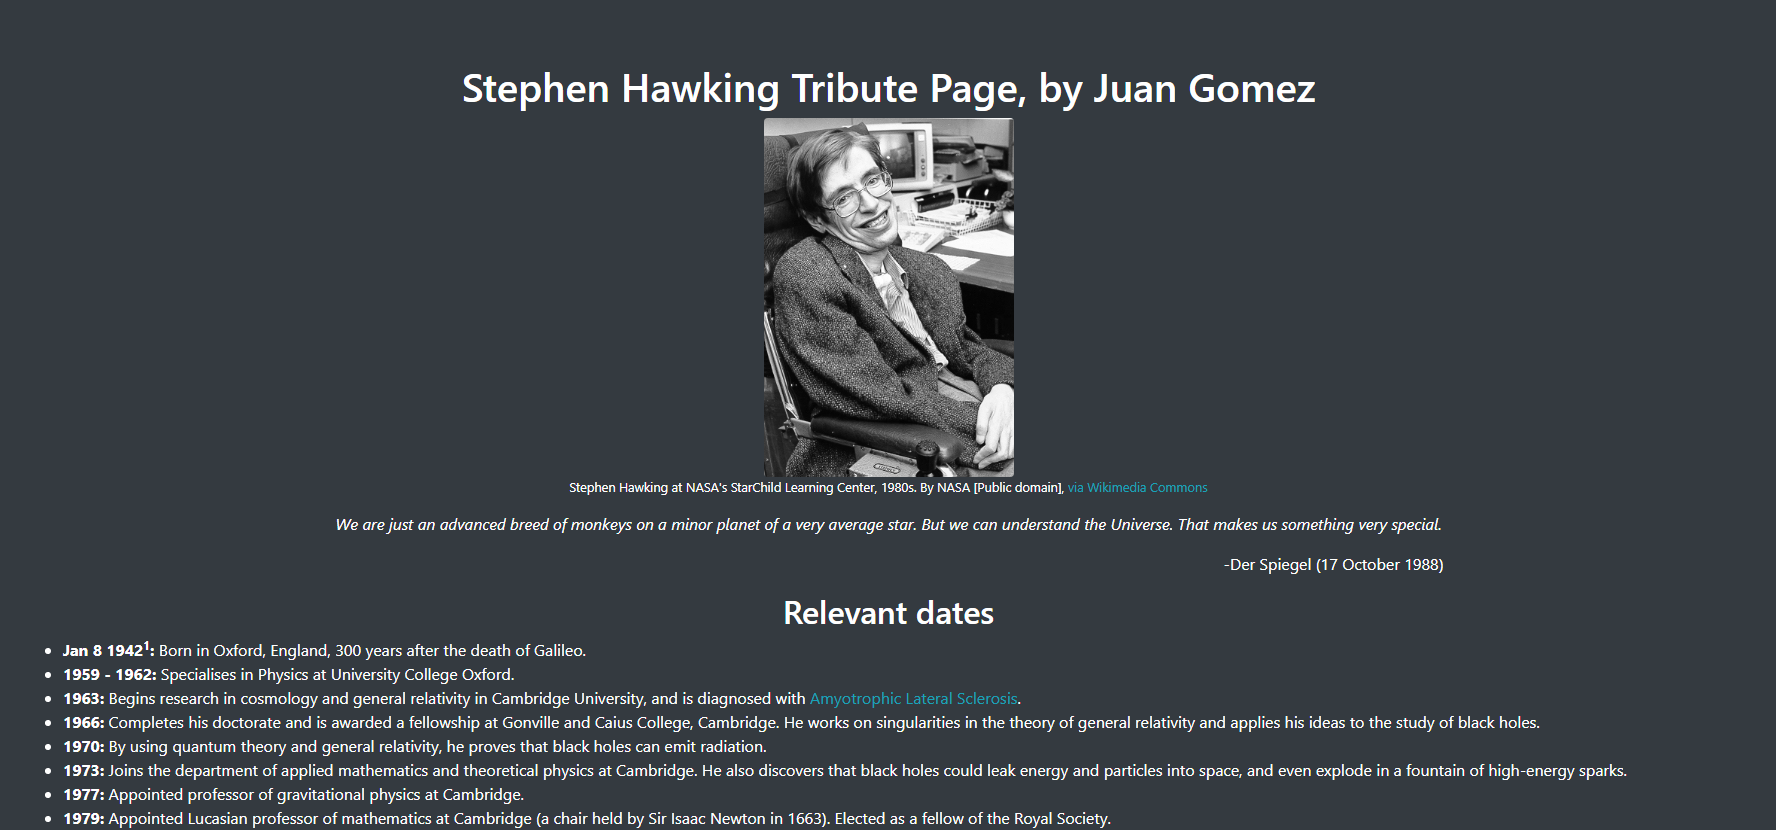 Stephen Hawking Tribute Page, by Juan Gomez
Stephen Hawking at NASA's StarChild Learning Center, 1980s. By NASA [Public domain], via Wikimedia Commons
We are just an advanced breed of monkeys on a minor planet of a very average star. But we can understand the Universe. That makes us something very special.
-Der Spiegel (17 October 1988)
Relevant dates
• Jan 8 1942¹: Born in Oxford, England, 300 years after the death of Galileo.
• 1959 - 1962: Specialises in Physics at University College Oxford.
• 1963: Begins research in cosmology and general relativity in Cambridge University, and is diagnosed with Amyotrophic Lateral Sclerosis.
• 1966: Completes his doctorate and is awarded a fellowship at Gonville and Caius College, Cambridge. He works on singularities in the theory of general relativity and applies his ideas to the study of black holes.
• 1970: By using quantum theory and general relativity, he proves that black holes can emit radiation.
• 1973: Joins the department of applied mathematics and theoretical physics at Cambridge. He also discovers that black holes could leak energy and particles into space, and even explode in a fountain of high-energy sparks.
• 1977: Appointed professor of gravitational physics at Cambridge.
• 1979: Appointed Lucasian professor of mathematics at Cambridge (a chair held by Sir Isaac Newton in 1663). Elected as a fellow of the Royal Society.